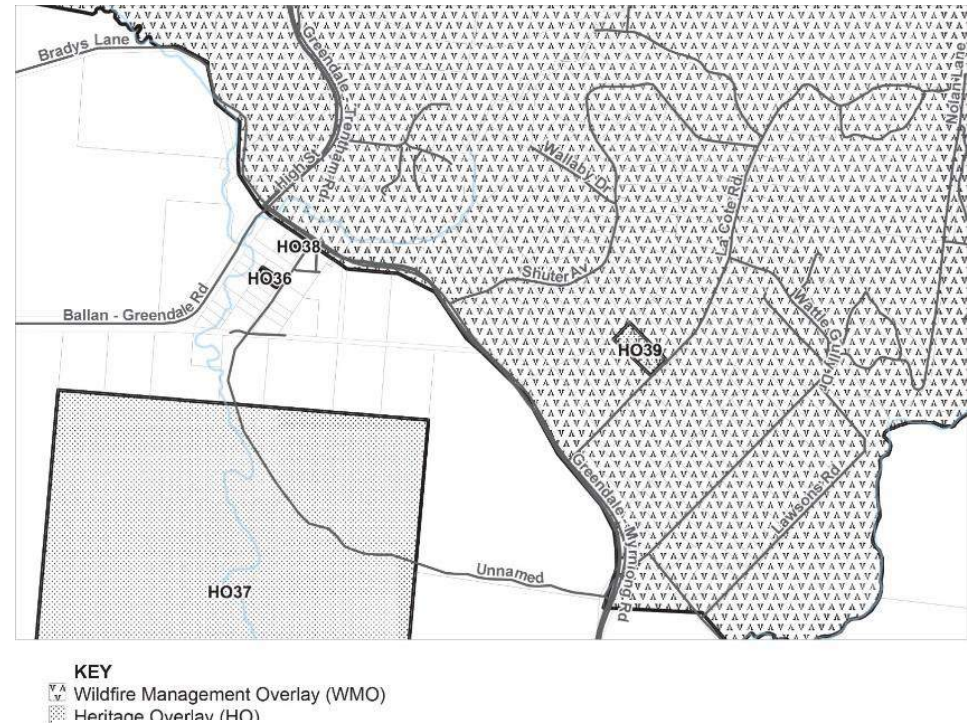 Bradys Lane
Greendale - Trentham Rd
High St
Nolan Lane
Wallaby Dr
La Cote Rd
HO38
HO36
Shuter Av
Ballan - Greendale Rd
Wattle Gully Dr
HO39
Greendale - Myrniong Rd
Lawsons Rd
Unnamed
HO37
KEY
Wildfire Management Overlay (WMO)
Heritage Overlay (HO)